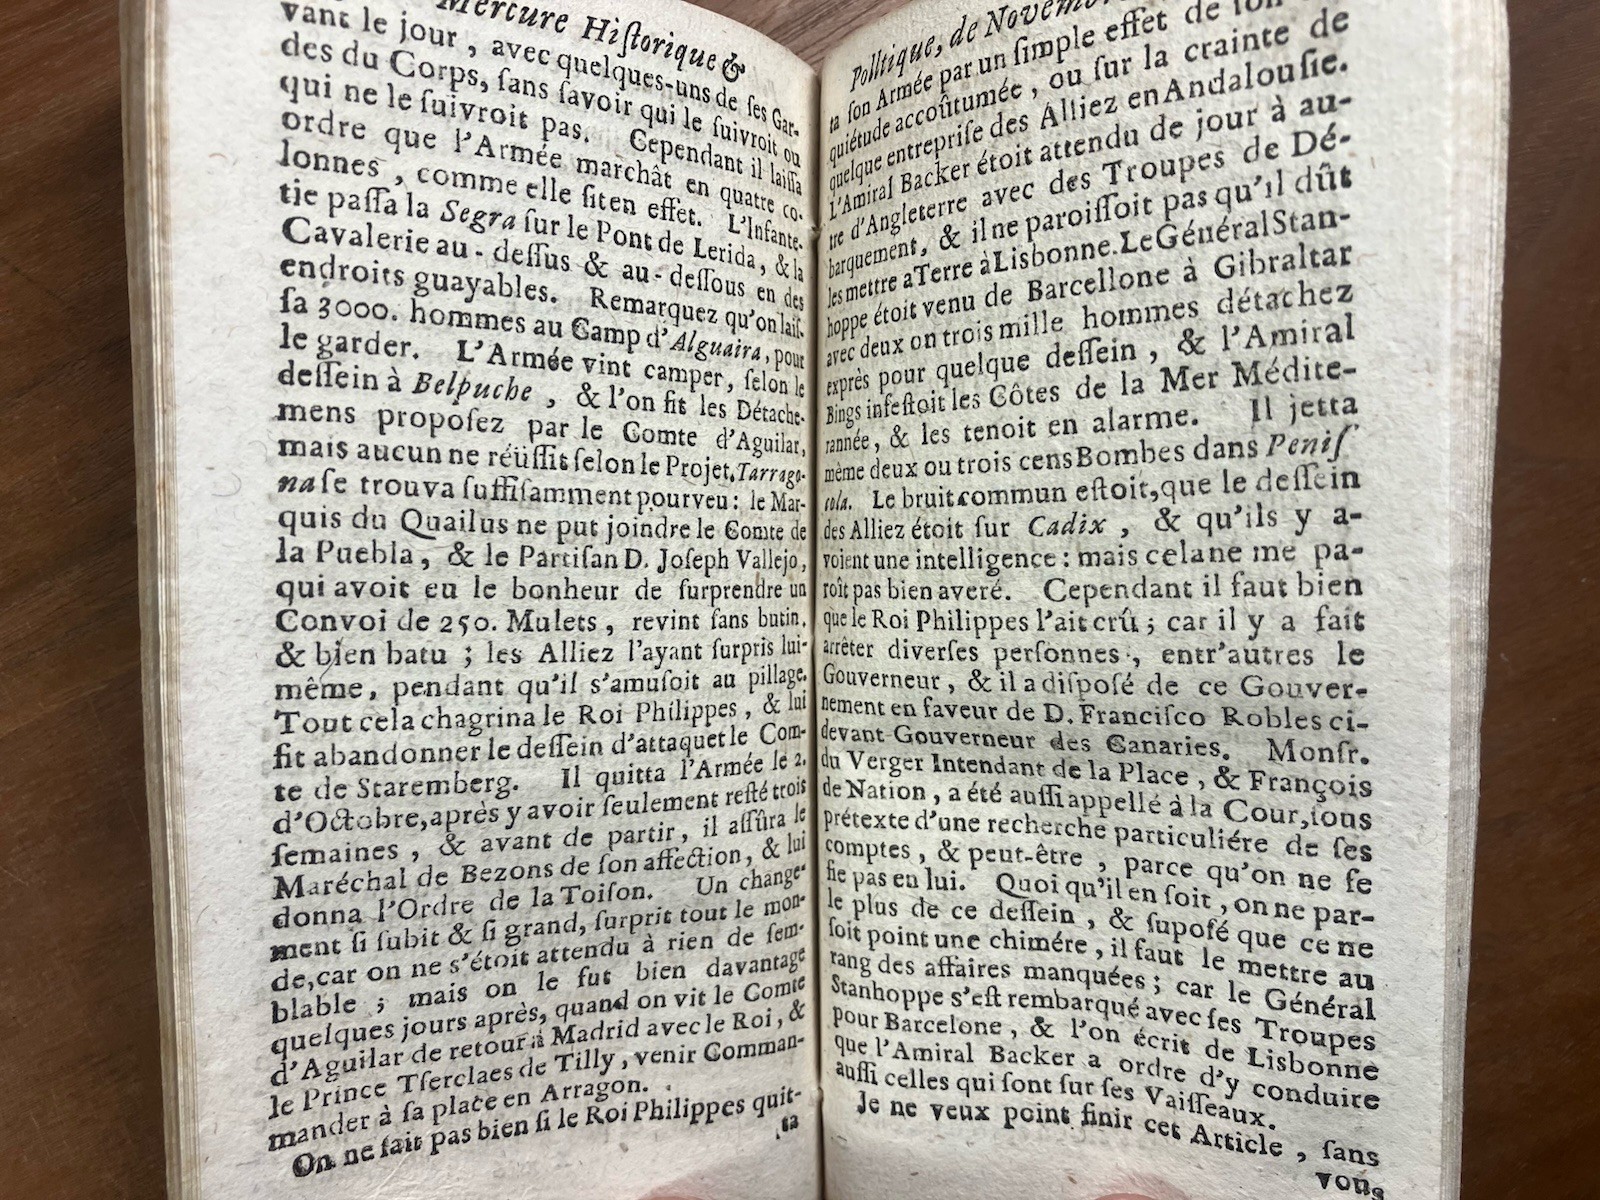 Mercure Hiſtorique &
vant le jour, avec quelques-uns de ſes Gar-
des du Corps, ſans ſavoir qui le ſuivroit ou
qui ne le ſuivroit pas. Cependant il laiſſa
ordre que l'Armée marchât en quatre co-
lonnes, comme elle fit en effet. L'Infante-
tie paſſa la Segra ſur le Pont de Lerida, & la
Cavalerie au-deſſus & au-deſſous en des
endroits guayables. Remarquez qu'on laiſ-
ſa 3000. hommes au Camp d'Alguaira, pour
le garder. L'Armée vint camper, ſelon le
deſſein à Belpuche, & l'on fit les Détache-
mens propoſez par le Comte d'Aguilar,
mais aucun ne réüſſit ſelon le Projet. Tarrago-
na ſe trouva ſuffiſamment pourveu: le Mar-
quis du Quailus ne put joindre le Comte de
la Puebla, & le Partiſan D. Joſeph Vallejo,
qui avoit eu le bonheur de ſurprendre un
Convoi de 250. Mulets, revint ſans butin,
& bien batu; les Alliez l'ayant ſurpris lui-
même, pendant qu'il s'amuſoit au pillage.
Tout cela chagrina le Roi Philippes, & lui
fit abandonner le deſſein d'attaquet le Com-
te de Staremberg. Il quitta l'Armée le 2.
d'Octobre, après y avoir ſeulement reſté trois
ſemaines, & avant de partir, il aſſûra le
Maréchal de Bezons de ſon affection, & lui
donna l'Ordre de la Toiſon. Un change-
ment ſi ſubit & ſi grand, ſurprit tout le mon-
de, car on ne s'étoit attendu à rien de ſem-
blable; mais on le fut bien davantage
quelques jours après, quand on vit le Comte
d'Aguilar de retour à Madrid avec le Roi, &
le Prince Tſerclaes de Tilly, venir Comman-
mander à ſa place en Arragon.
On ne ſait pas bien ſi le Roi Philippes quit-
ta
Politique, de Novembr
ta ſon Armée par un ſimple effet de ſon
quiétude accoûtumée, ou ſur la crainte de
quelque entrepriſe des Alliez en Andalouſie.
L'Amiral Backer étoit attendu de jour à au-
tre d'Angleterre avec des Troupes de Dé-
barquement, & il ne paroiſſoit pas qu'il dût
les mettre a Terre à Lisbonne. Le Général Stan-
hoppe étoit venu de Barcellone à Gibraltar
avec deux on trois mille hommes détachez
exprès pour quelque deſſein, & l'Amiral
Bings infeſtoit les Côtes de la Mer Médite-
rannée, & les tenoit en alarme. Il jetta
même deux ou trois cens Bombes dans Peniſ
cola. Le bruit commun eſtoit, que le deſſein
des Alliez étoit ſur Cadix, & qu'ils y a-
voient une intelligence: mais cela ne me pa-
roît pas bien averé. Cependant il faut bien
que le Roi Philippes l'ait crû; car il y a fait
arrêter diverſes perſonnes, entr'autres le
Gouverneur, & il a diſpoſé de ce Gouver-
nement en faveur de D. Franciſco Robles ci-
devant Gouverneur des Canaries. Monſr.
du Verger Intendant de la Place, & François
de Nation, a été auſſi appellé à la Cour, ſous
prétexte d'une recherche particuliére de ſes
comptes, & peut-être, parce qu'on ne ſe
fie pas en lui. Quoi qu'il en ſoit, on ne par-
le plus de ce deſſein, & ſupoſé que ce ne
ſoit point une chimére, il faut le mettre au
rang des affaires manquées; car le Général
Stanhoppe s'eſt rembarqué avec ſes Troupes
pour Barcelone, & l'on écrit de Lisbonne
que l'Amiral Backer a ordre d'y conduire
auſſi celles qui ſont ſur ſes Vaiſſeaux.
Je ne veux point finir cet Article, ſans
vous